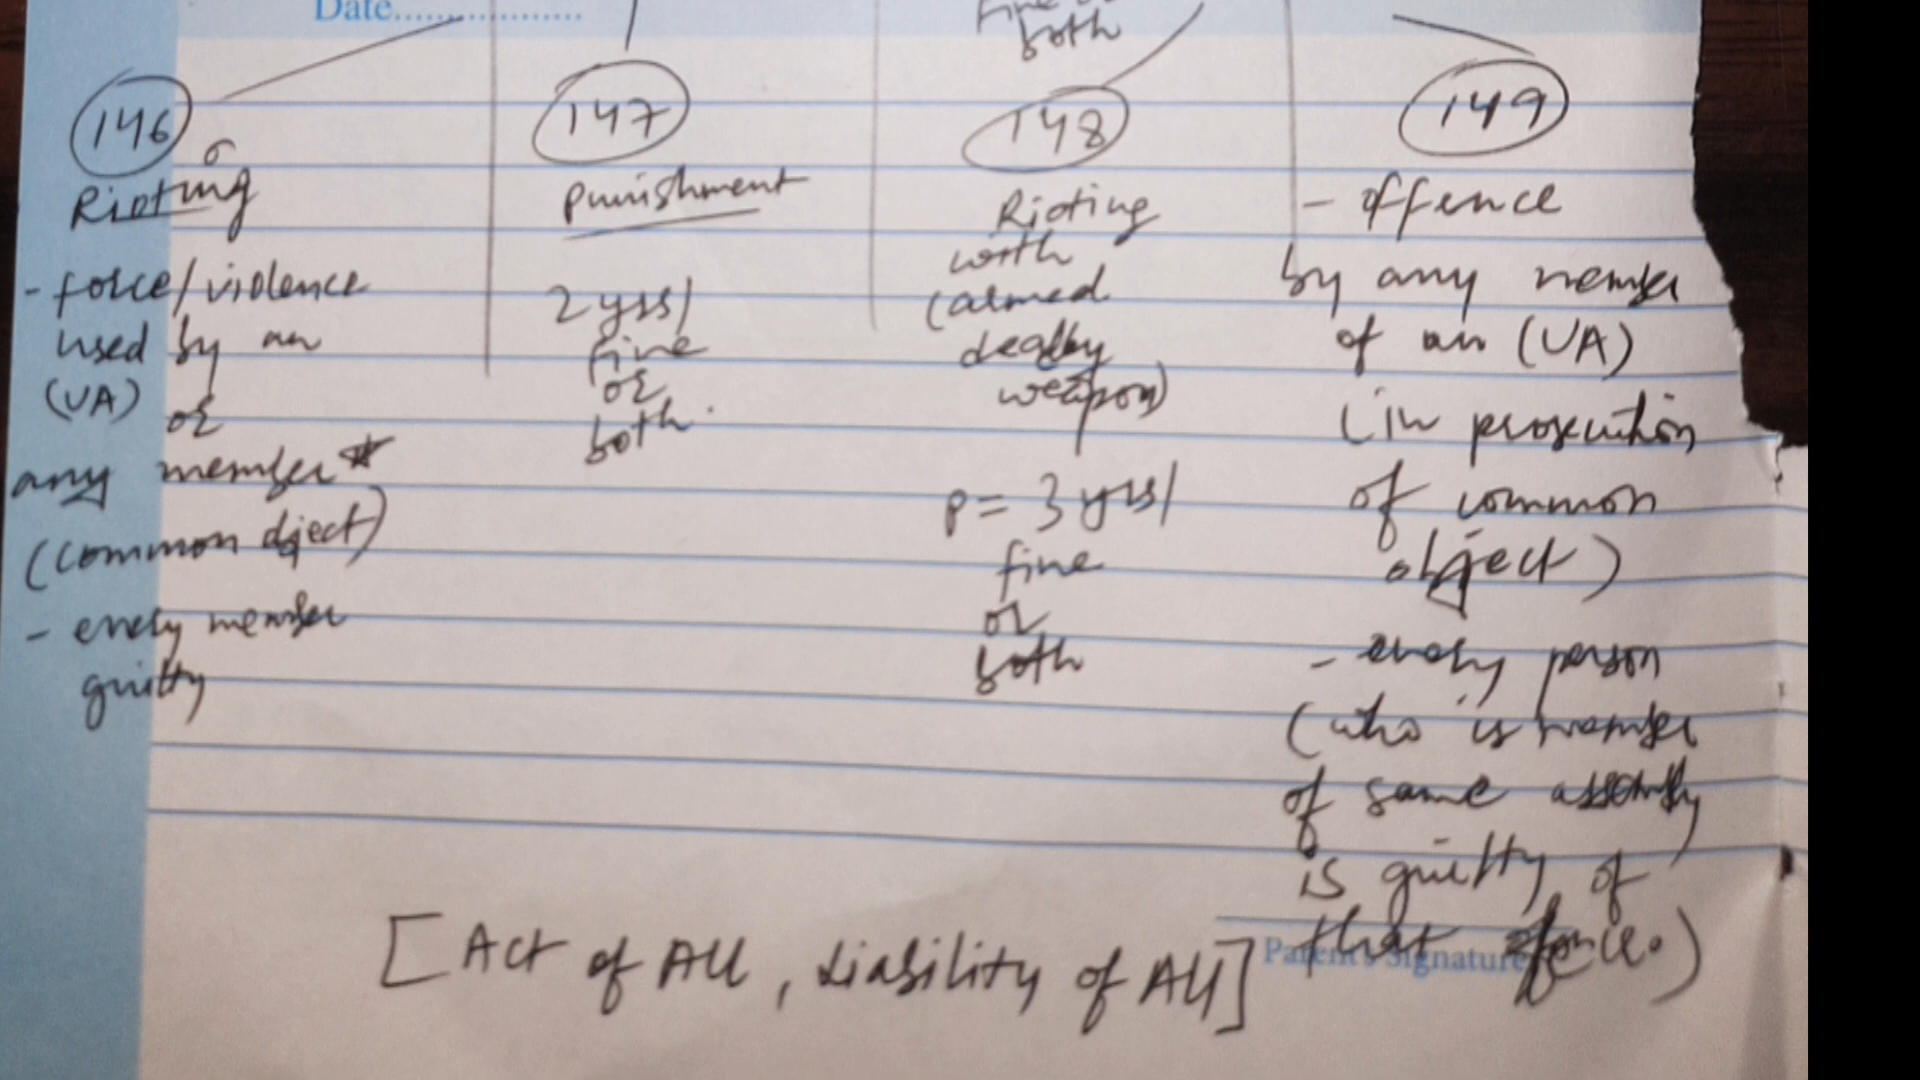 Date..................
fine or
both
146
Rioting
- force/violence
used by an
(UA)
or
any member*
(common object)
- every member
guilty
147
Punishment
2 yrs/
fine
or
both.
148
Rioting
with
(armed
deadly
weapon)
P = 3 yrs/
fine
or
both
149
- offence
by any member
of an (UA)
(in prosecution
of common
object)
- every person
(who is member
of same assembly
is guilty of
that offence.)
Parent's Signature
[Act of All, Liability of All]